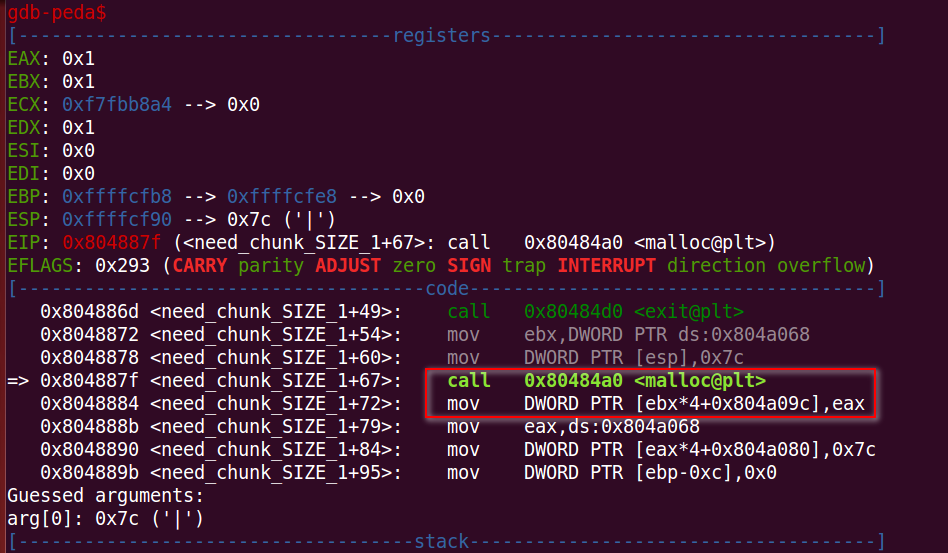 gdb-peda$
[----------------------------------registers-----------------------------------]
EAX: 0x1
EBX: 0x1
ECX: 0xf7fbb8a4 --> 0x0
EDX: 0x1
ESI: 0x0
EDI: 0x0
EBP: 0xffffcfb8 --> 0xffffcfe8 --> 0x0
ESP: 0xffffcf90 --> 0x7c ('|')
EIP: 0x804887f (<need_chunk_SIZE_1+67>: call   0x80484a0 <malloc@plt>)
EFLAGS: 0x293 (CARRY parity ADJUST zero SIGN trap INTERRUPT direction overflow)
[-------------------------------------code-------------------------------------]
   0x804886d <need_chunk_SIZE_1+49>:    call   0x80484d0 <exit@plt>
   0x8048872 <need_chunk_SIZE_1+54>:    mov    ebx,DWORD PTR ds:0x804a068
   0x8048878 <need_chunk_SIZE_1+60>:    mov    DWORD PTR [esp],0x7c
=> 0x804887f <need_chunk_SIZE_1+67>:    call   0x80484a0 <malloc@plt>
   0x8048884 <need_chunk_SIZE_1+72>:    mov    DWORD PTR [ebx*4+0x804a09c],eax
   0x804888b <need_chunk_SIZE_1+79>:    mov    eax,ds:0x804a068
   0x8048890 <need_chunk_SIZE_1+84>:    mov    DWORD PTR [eax*4+0x804a080],0x7c
   0x804889b <need_chunk_SIZE_1+95>:    mov    DWORD PTR [ebp-0xc],0x0
Guessed arguments:
arg[0]: 0x7c ('|')
[------------------------------------stack-------------------------------------]